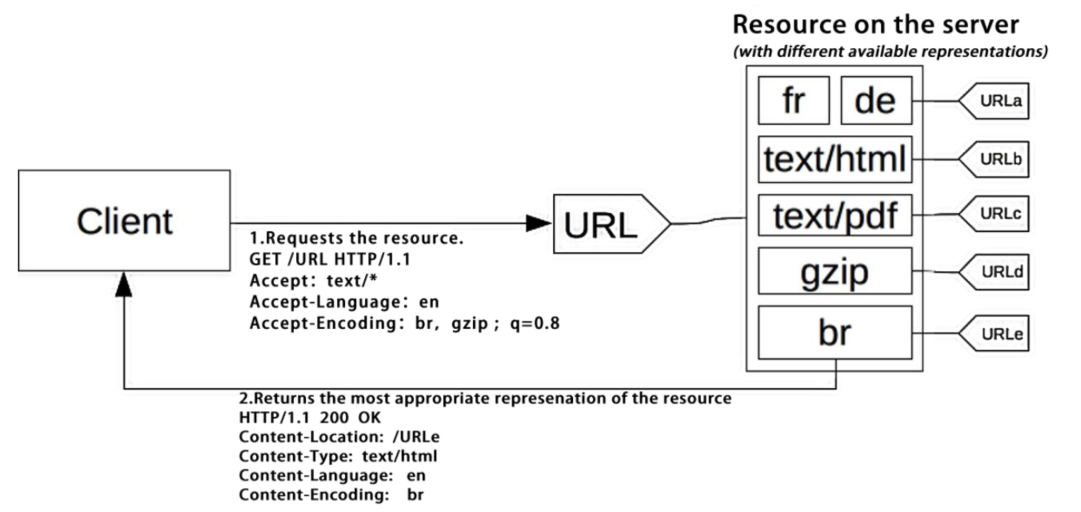 Resource on the server
(with different available representations)
fr
de
URLa
text/html
URLb
Client
URL
text/pdf
URLc
1.Requests the resource.
GET /URL HTTP/1.1
Accept: text/*
Accept-Language: en
Accept-Encoding: br, gzip ; q=0.8
gzip
URLd
br
URLe
2.Returns the most appropriate represenation of the resource
HTTP/1.1 200 OK
Content-Location: /URLe
Content-Type: text/html
Content-Language: en
Content-Encoding: br